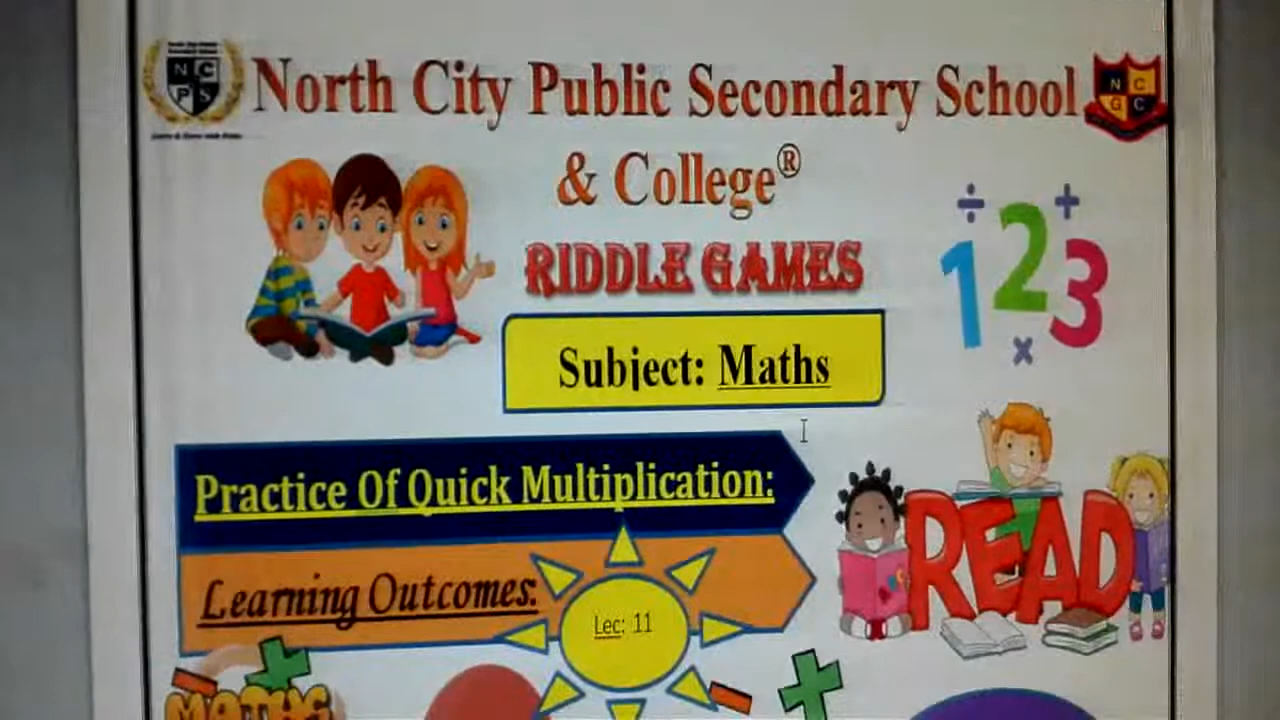 North City Public Secondary School
& College®
RIDDLE GAMES
Subject: Maths
Practice Of Quick Multiplication:
Learning Outcomes:
Lec: 11
N C
P S
N C
G C
÷ +
1 2 3
×
READ
MATHS